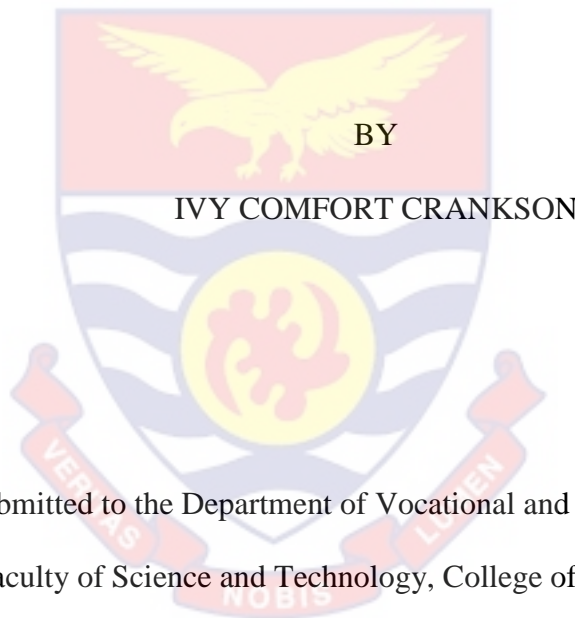 BY
IVY COMFORT CRANKSON
bmitted to the Department of Vocational and
aculty of Science and Technology, College of
VERITAS
NOBIS
LUMEN